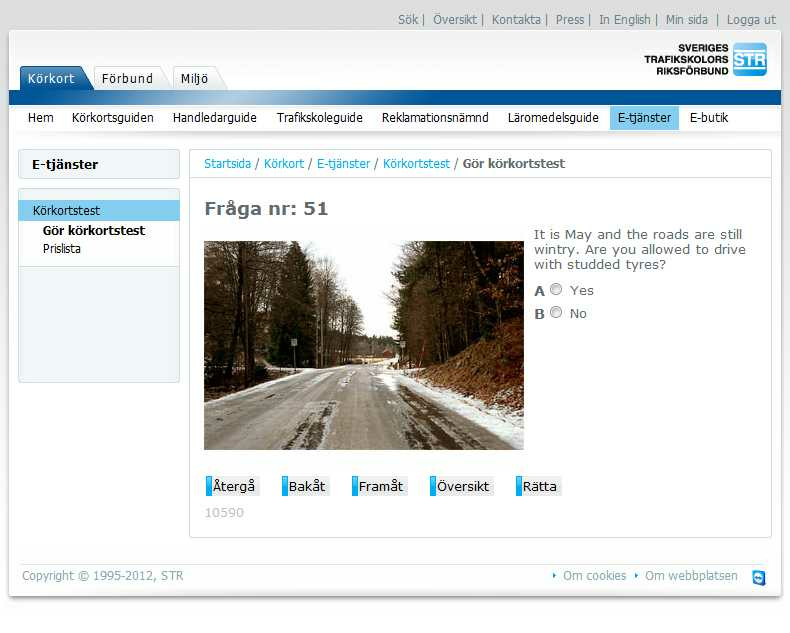 Sök | Översikt | Kontakta | Press | In English | Min sida | Logga ut
SVERIGES
TRAFIKSKOLORS
RIKSFÖRBUND
STR
Körkort Förbund Miljö
Hem Körkortsguiden Handledarguide Trafikskoleguide Reklamationsnämnd Läromedelsguide E-tjänster E-butik
E-tjänster
Körkortstest
Gör körkortstest
Prislista
Startsida / Körkort / E-tjänster / Körkortstest / Gör körkortstest
Fråga nr: 51
It is May and the roads are still
wintry. Are you allowed to drive
with studded tyres?
A Yes
B No
Återgå Bakåt Framåt Översikt Rätta
10590
Copyright © 1995-2012, STR
Om cookies Om webbplatsen